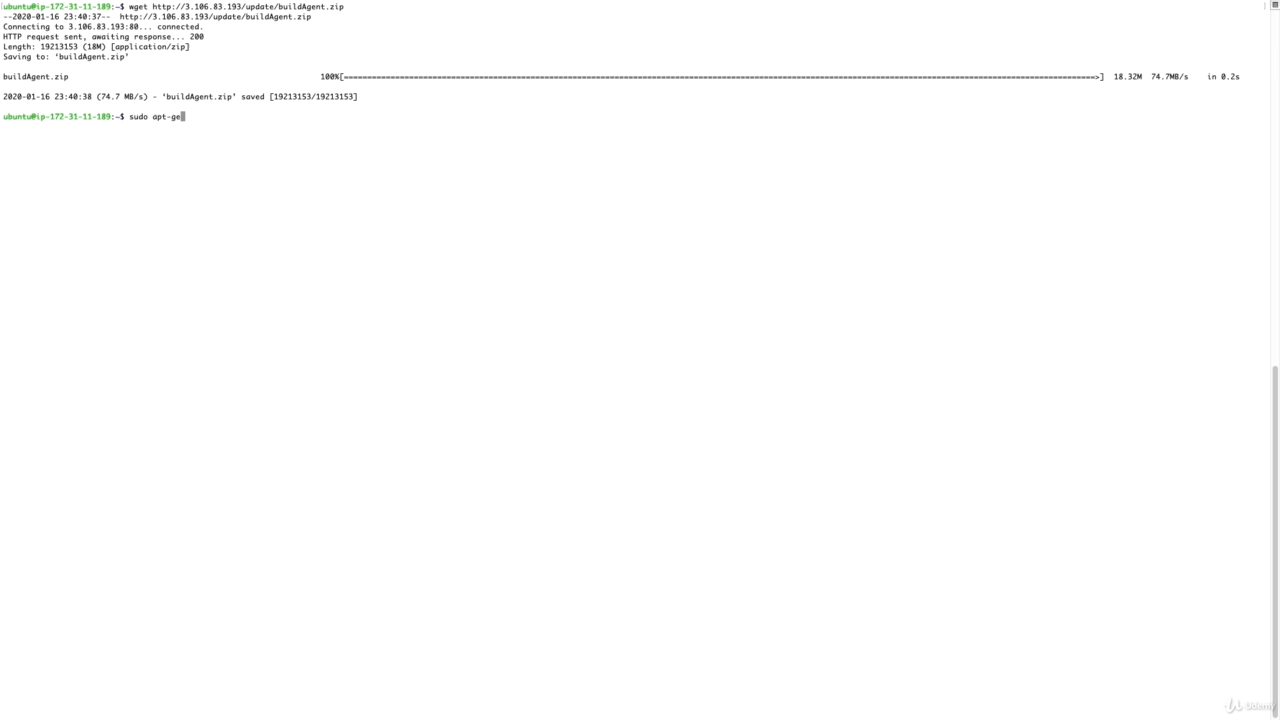 ubuntu@ip-172-31-11-189:~$ wget http://3.106.83.193/update/buildAgent.zip
--2020-01-16 23:40:37--  http://3.106.83.193/update/buildAgent.zip
Connecting to 3.106.83.193:80... connected.
HTTP request sent, awaiting response... 200
Length: 19213153 (18M) [application/zip]
Saving to: ‘buildAgent.zip’
buildAgent.zip 100%[=================================================================================================================================================================>] 18.32M 74.7MB/s in 0.2s
2020-01-16 23:40:38 (74.7 MB/s) - ‘buildAgent.zip’ saved [19213153/19213153]
ubuntu@ip-172-31-11-189:~$ sudo apt-ge
Udemy